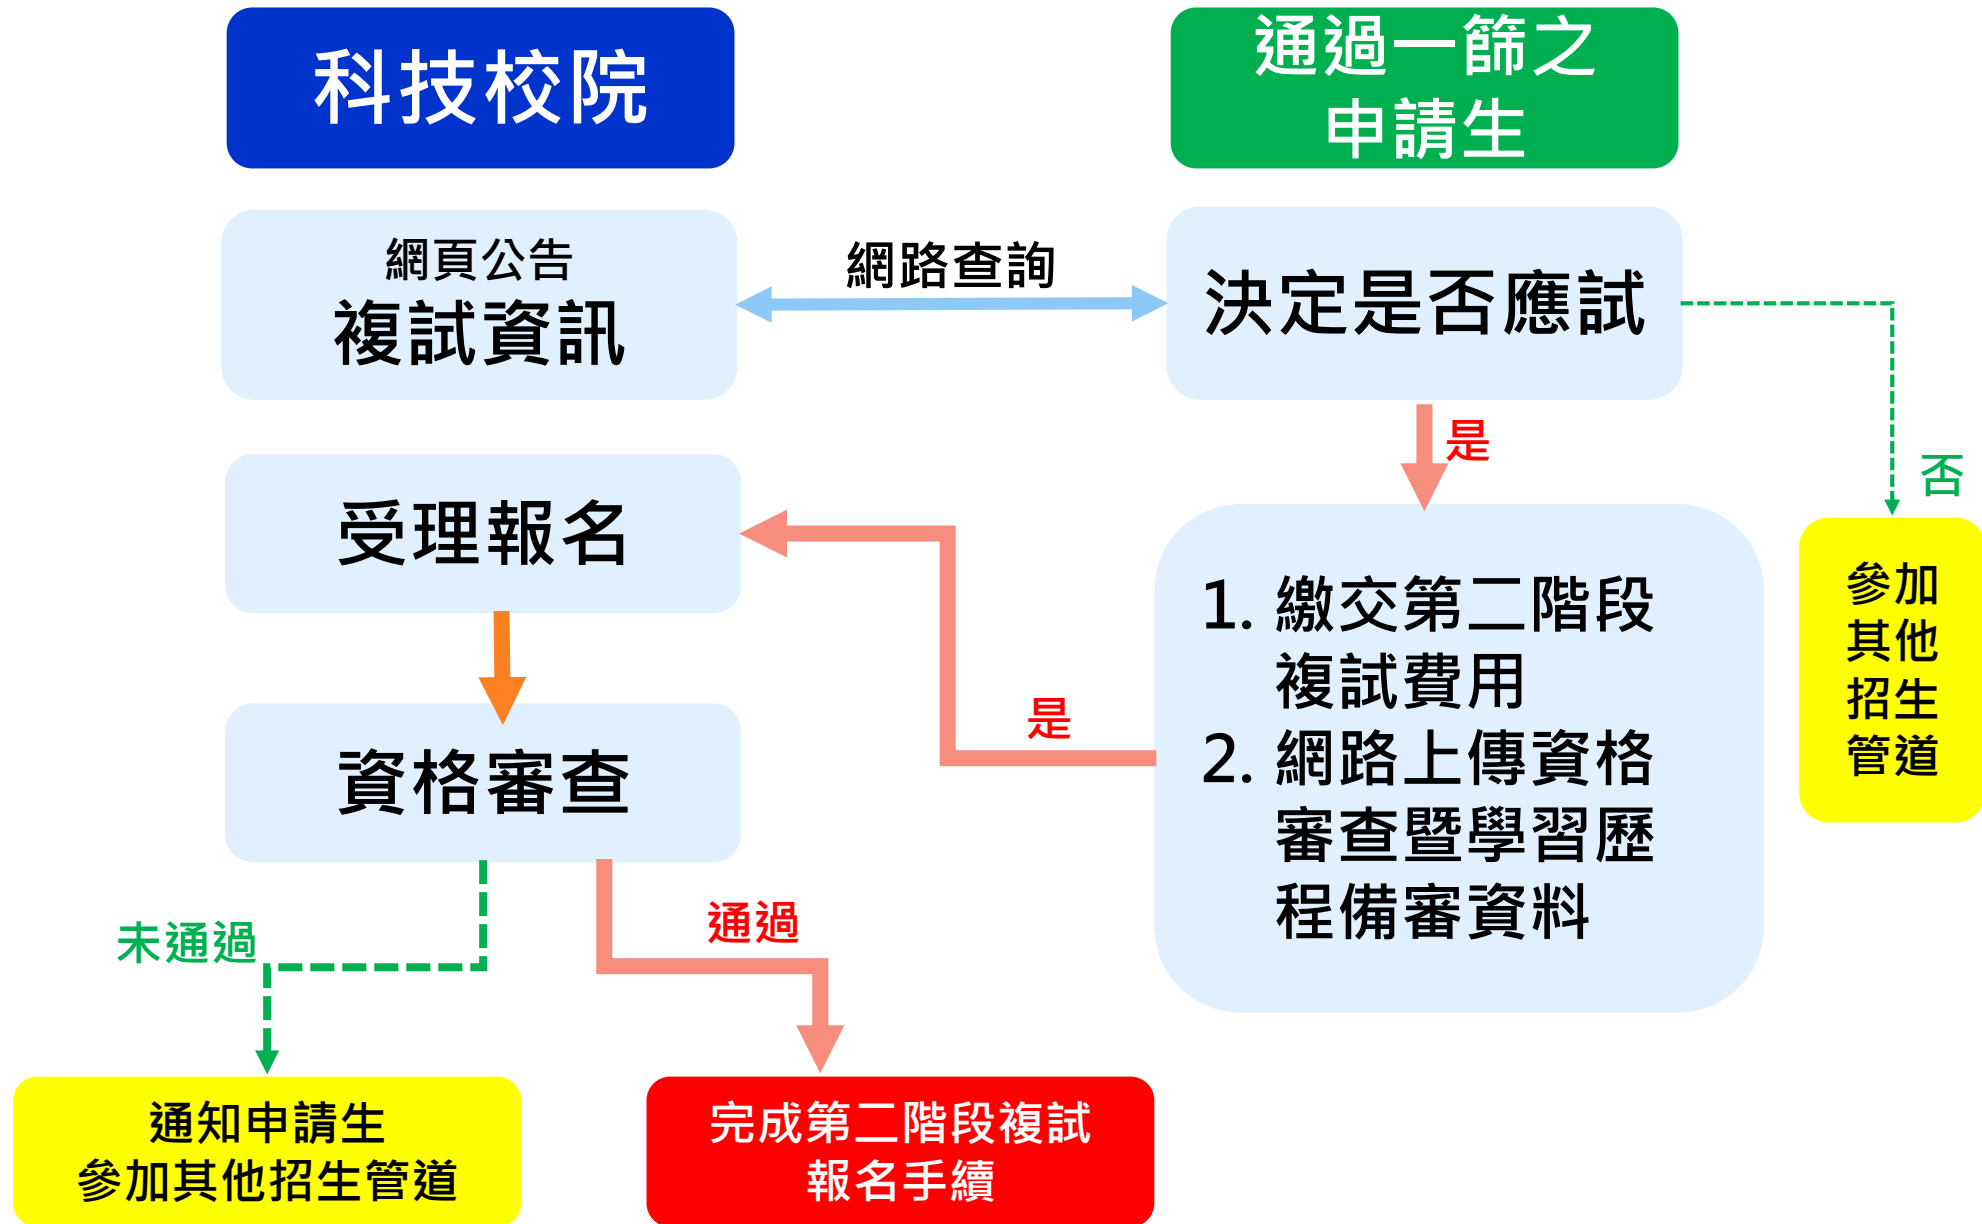 科技校院
通過一篩之
申請生
網頁公告
複試資訊
網路查詢
決定是否應試
是
否
受理報名
1. 繳交第二階段
複試費用
2. 網路上傳資格
審查暨學習歷
程備審資料
參加
其他
招生
管道
是
資格審查
未通過
通過
通知申請生
參加其他招生管道
完成第二階段複試
報名手續